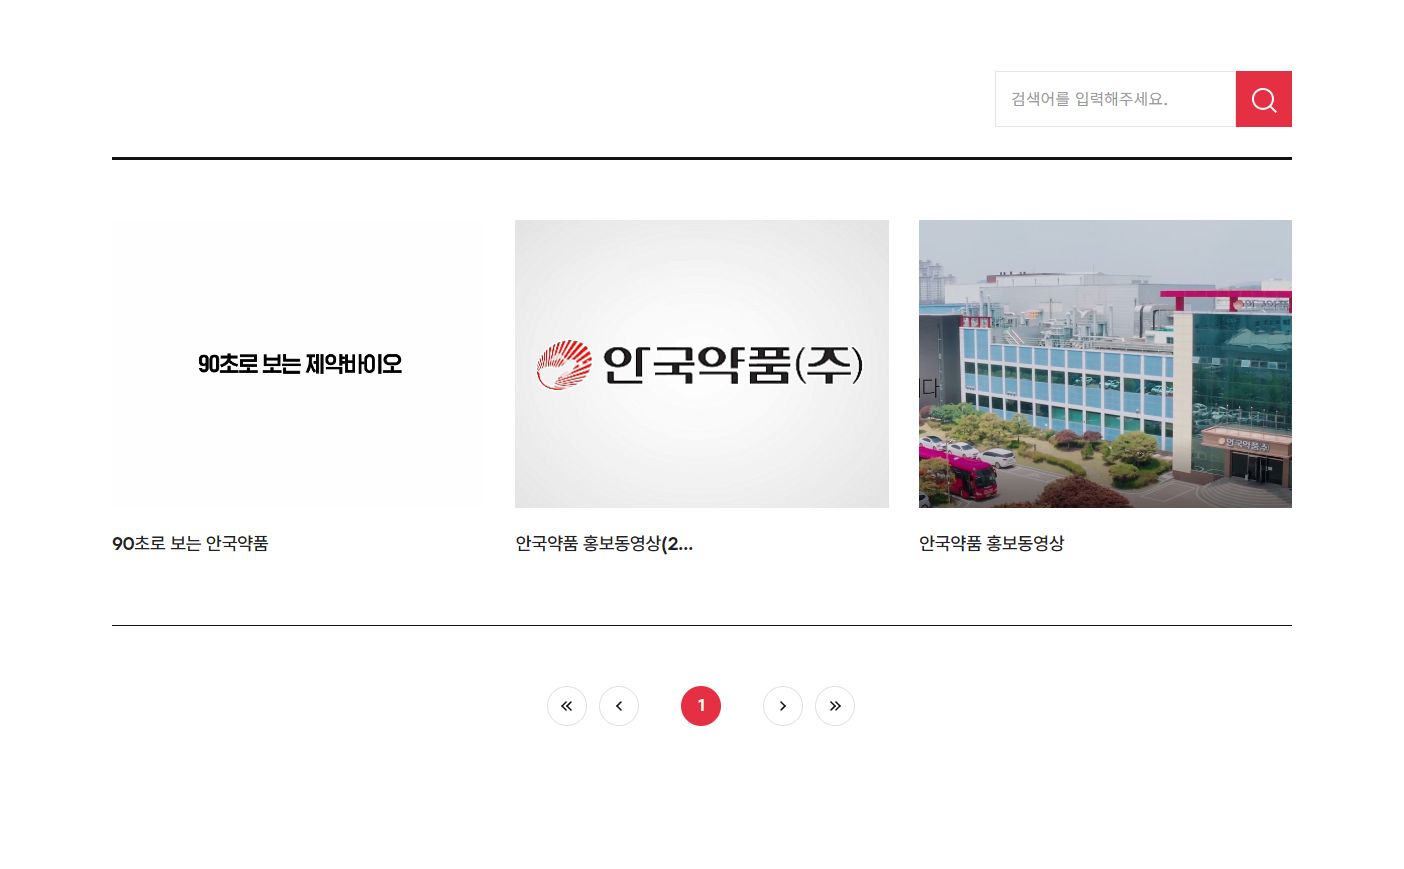 검색어를 입력해주세요.
90초로 보는 제약바이오
안국약품(주)
안국약품(주)
90초로 보는 안국약품
안국약품 홍보동영상(2...
안국약품 홍보동영상
1